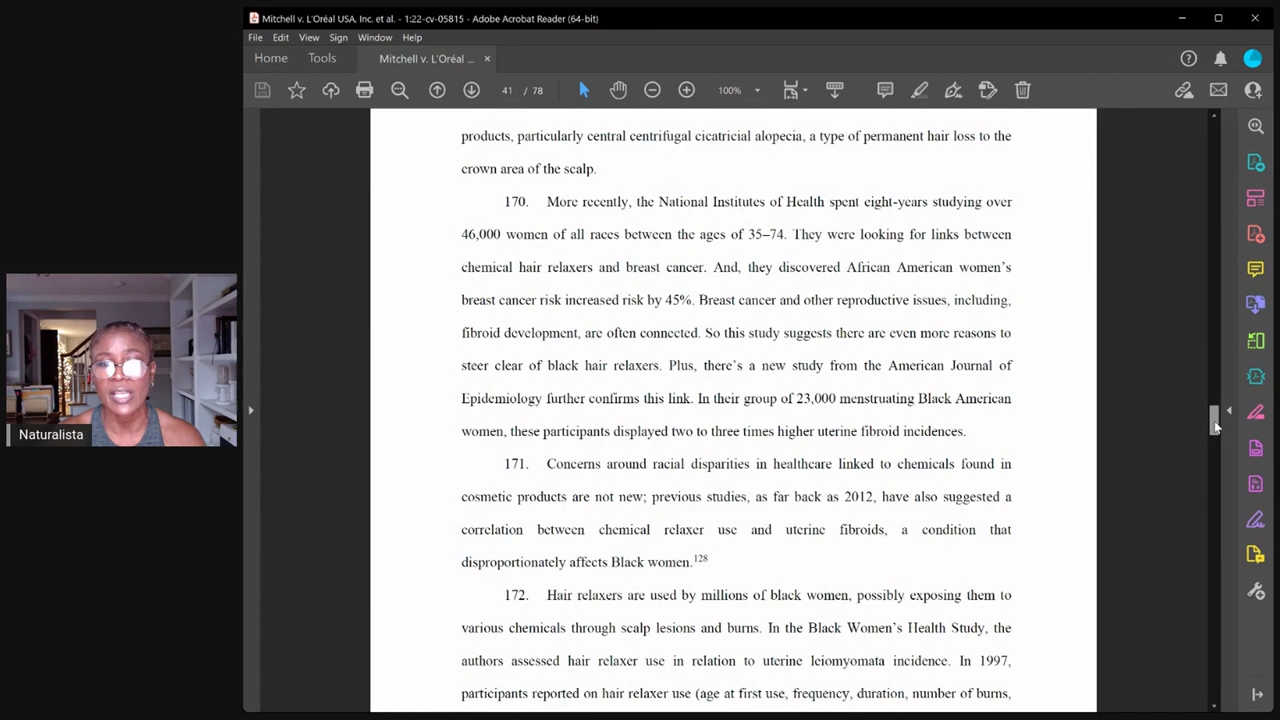 Mitchell v. L'Oréal USA, Inc. et al. - 1:22-cv-05815 - Adobe Acrobat Reader (64-bit)
File Edit View Sign Window Help
Home Tools Mitchell v. L'Oréal ... ×
41 / 78 100%
products, particularly central centrifugal cicatricial alopecia, a type of permanent hair loss to the
crown area of the scalp.
170. More recently, the National Institutes of Health spent eight-years studying over
46,000 women of all races between the ages of 35–74. They were looking for links between
chemical hair relaxers and breast cancer. And, they discovered African American women's
breast cancer risk increased risk by 45%. Breast cancer and other reproductive issues, including,
fibroid development, are often connected. So this study suggests there are even more reasons to
steer clear of black hair relaxers. Plus, there's a new study from the American Journal of
Epidemiology further confirms this link. In their group of 23,000 menstruating Black American
women, these participants displayed two to three times higher uterine fibroid incidences.
171. Concerns around racial disparities in healthcare linked to chemicals found in
cosmetic products are not new; previous studies, as far back as 2012, have also suggested a
correlation between chemical relaxer use and uterine fibroids, a condition that
disproportionately affects Black women.128
172. Hair relaxers are used by millions of black women, possibly exposing them to
various chemicals through scalp lesions and burns. In the Black Women's Health Study, the
authors assessed hair relaxer use in relation to uterine leiomyomata incidence. In 1997,
participants reported on hair relaxer use (age at first use, frequency, duration, number of burns,
Naturalista